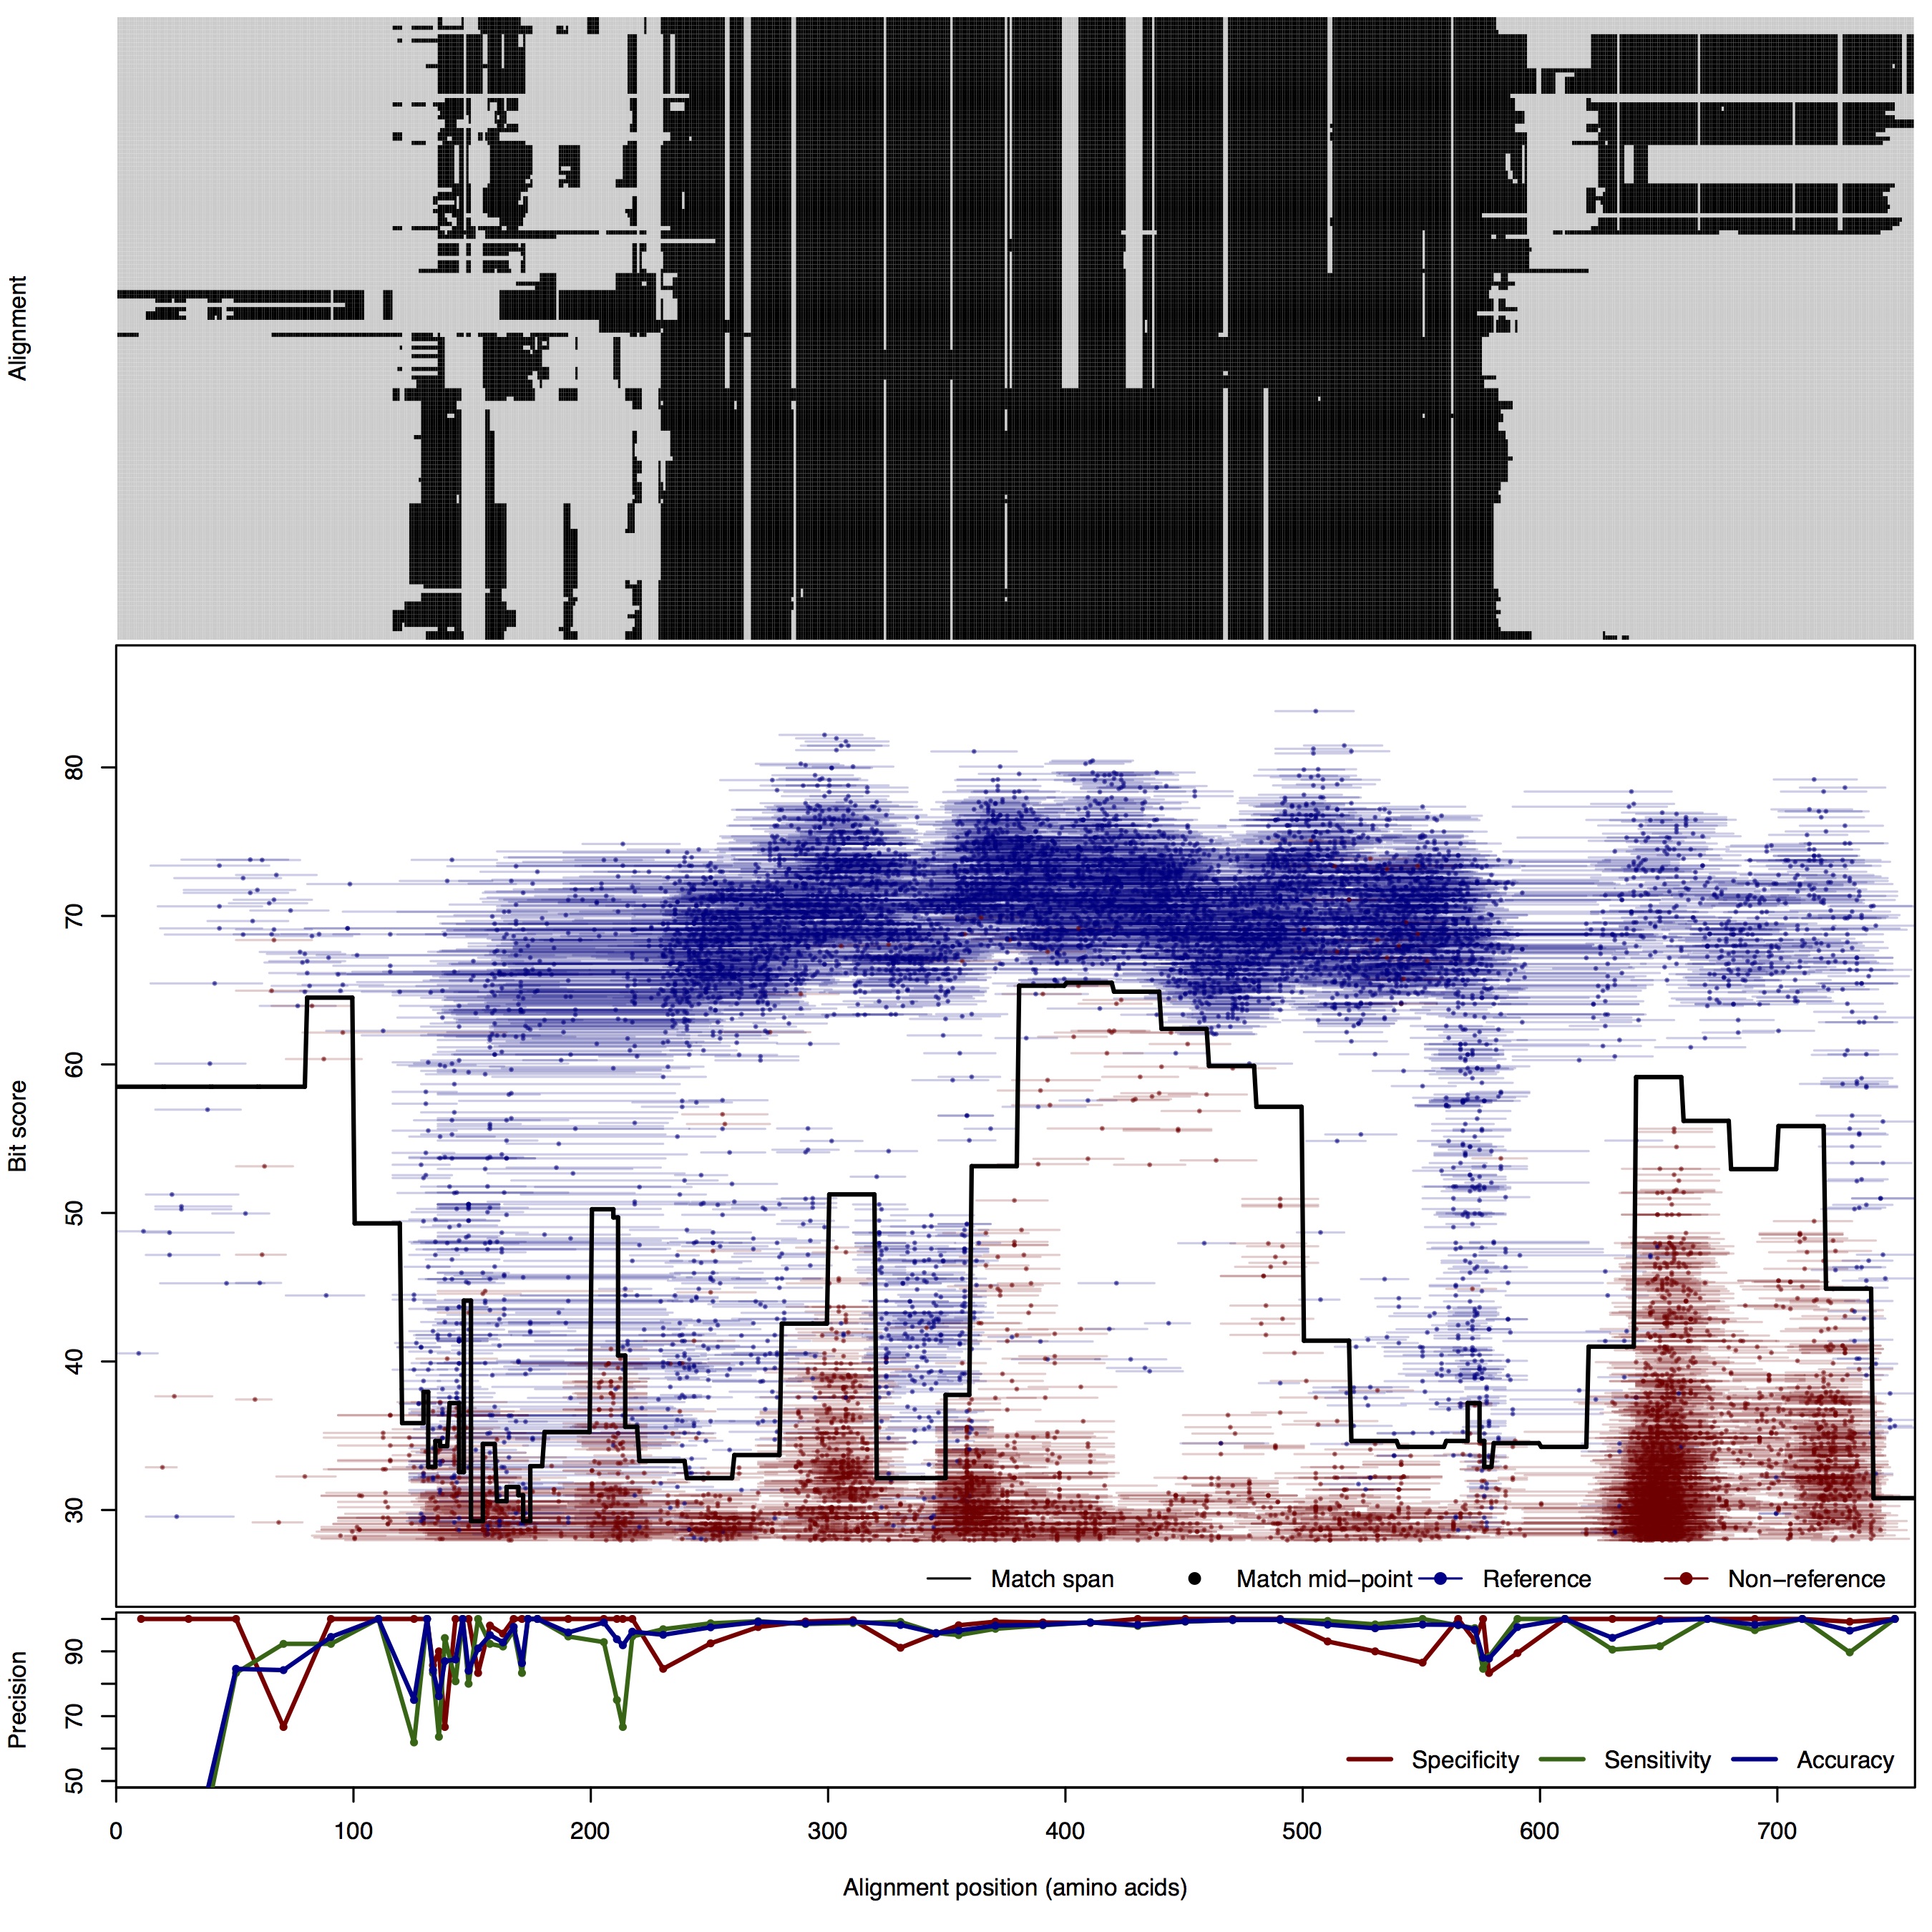 Alignment
Bit score
80
70
60
50
40
30
Match span Match mid-point Reference Non-reference
Precision
90
70
50
Specificity Sensitivity Accuracy
0 100 200 300 400 500 600 700
Alignment position (amino acids)